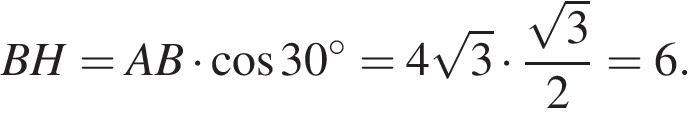 BH = AB · cos 30° = 4√3 · √3/2 = 6.